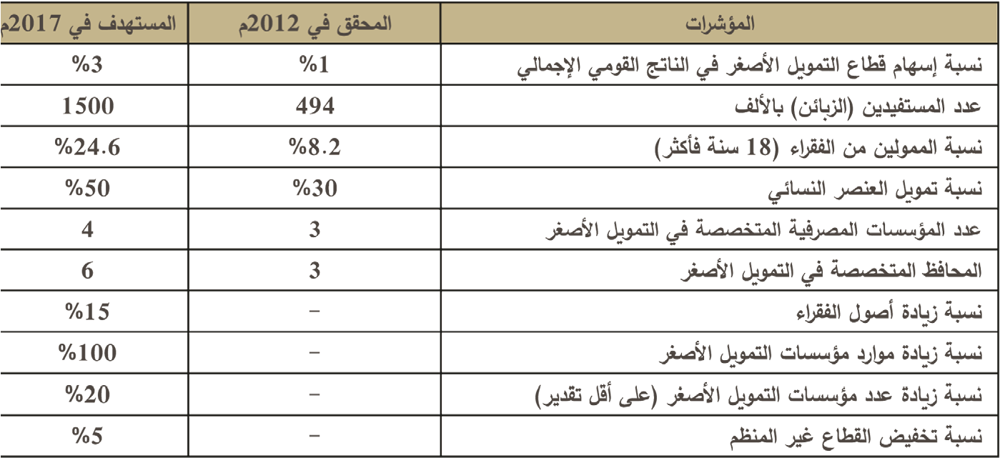 المؤشرات المحقق في 2012م المستهدف في 2017م
نسبة إسهام قطاع التمويل الأصغر في الناتج القومي الإجمالي %1 %3
عدد المستفيدين (الزبائن) بالألف 494 1500
نسبة الممولين من الفقراء (18 سنة فأكثر) %8.2 %24.6
نسبة تمويل العنصر النسائي %30 %50
عدد المؤسسات المصرفية المتخصصة في التمويل الأصغر 3 4
المحافظ المتخصصة في التمويل الأصغر 3 6
نسبة زيادة أصول الفقراء – %15
نسبة زيادة موارد مؤسسات التمويل الأصغر – %100
نسبة زيادة عدد مؤسسات التمويل الأصغر (على أقل تقدير) – %20
نسبة تخفيض القطاع غير المنظم – %5